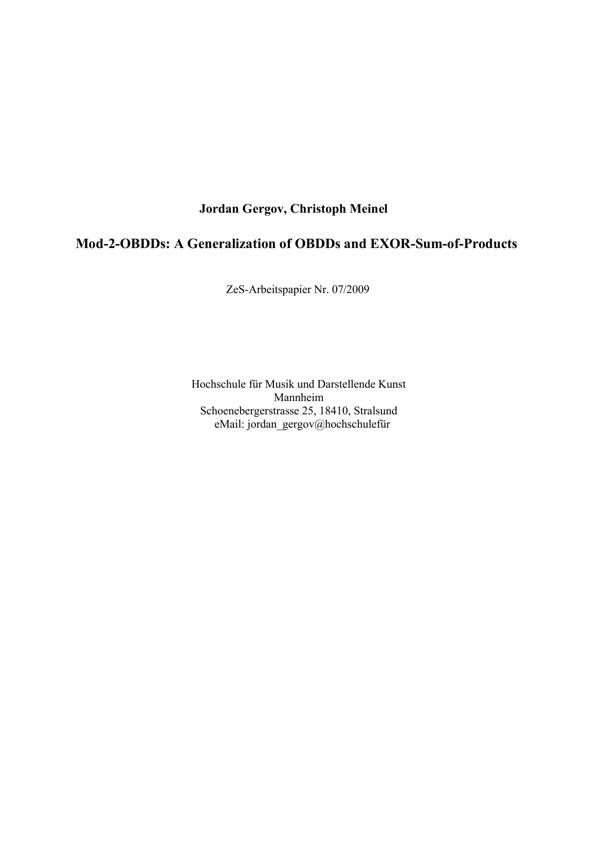 Jordan Gergov, Christoph Meinel
Mod-2-OBDDs: A Generalization of OBDDs and EXOR-Sum-of-Products
ZeS-Arbeitspapier Nr. 07/2009
Hochschule für Musik und Darstellende Kunst
Mannheim
Schoenebergerstrasse 25, 18410, Stralsund
eMail: jordan_gergov@hochschulefür